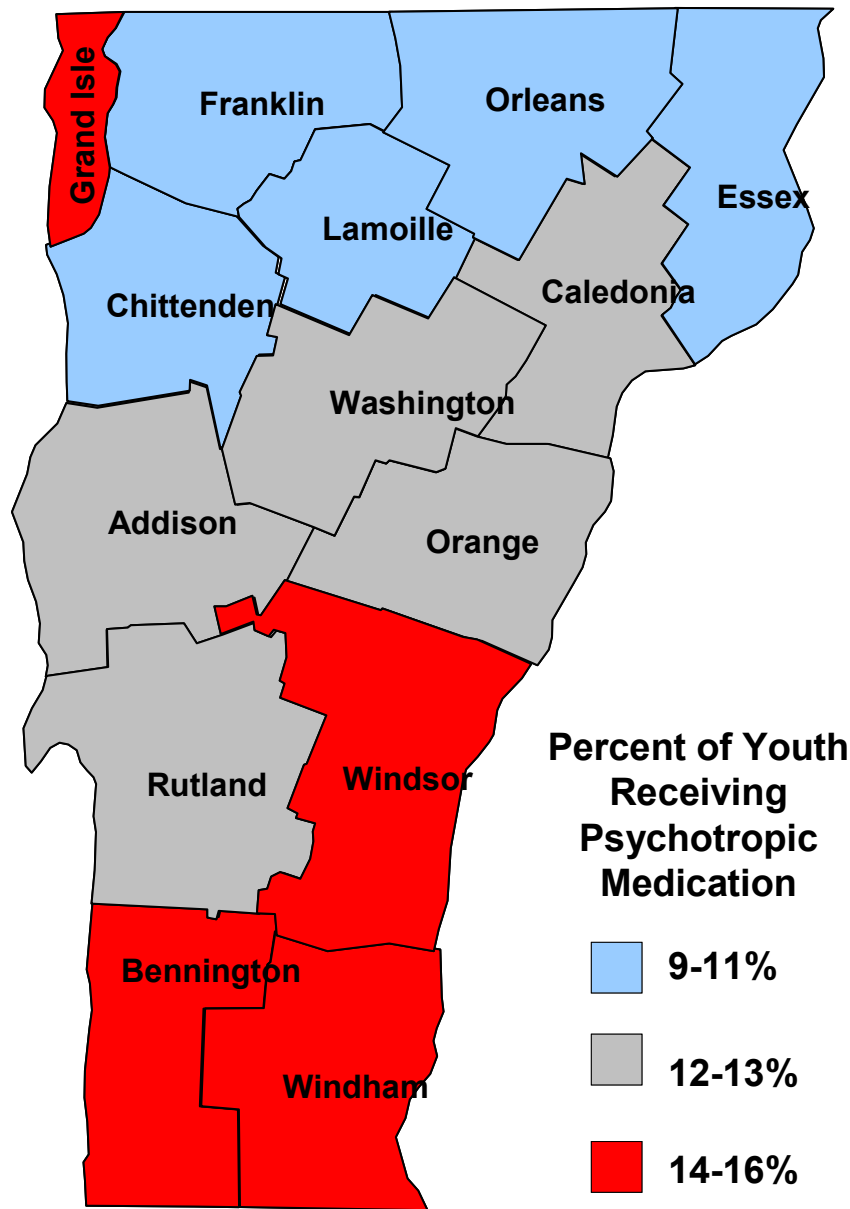 Grand Isle
Franklin
Orleans
Essex
Lamoille
Chittenden
Caledonia
Washington
Addison
Orange
Rutland
Windsor
Bennington
Windham
Percent of Youth
Receiving
Psychotropic
Medication
9-11%
12-13%
14-16%